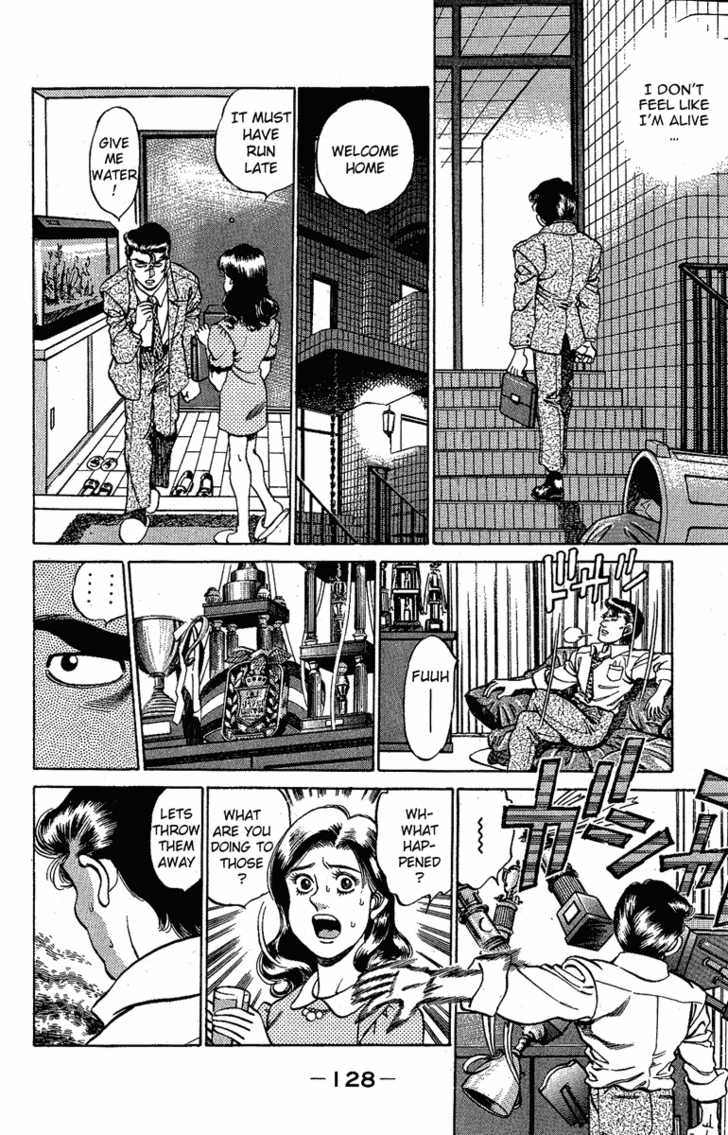 I DON'T
FEEL LIKE
I'M ALIVE
...
WELCOME
HOME
IT MUST
HAVE
RUN
LATE
GIVE
ME
WATER
!
FUUH
—
......
WH-
WHAT
HAP-
PENED
?
WHAT
ARE YOU
DOING TO
THOSE
?
LETS
THROW
THEM
AWAY
—128—